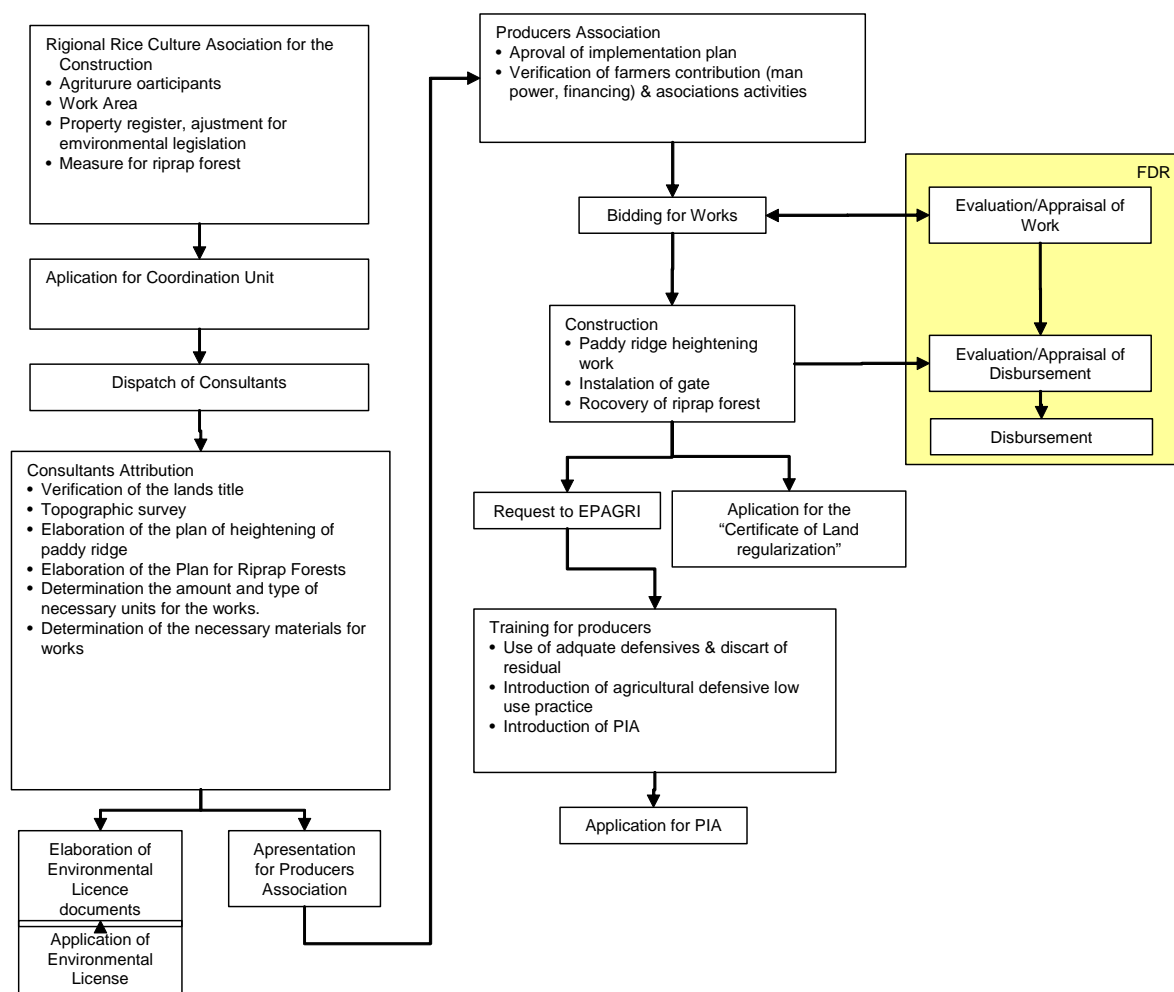 Rigional Rice Culture Asociation for the
Construction
• Agriturure oarticipants
• Work Area
• Property register, ajustment for
emvironmental legislation
• Measure for riprap forest
Aplication for Coordination Unit
Dispatch of Consultants
Consultants Attribution
• Verification of the lands title
• Topographic survey
• Elaboration of the plan of heightening of
paddy ridge
• Elaboration of the Plan for Riprap Forests
• Determination the amount and type of
necessary units for the works.
• Determination of the necessary materials for
works
Elaboration of
Environmental
Licence
documents
Application of
Environmental
License
Apresentation
for Producers
Association
Producers Association
• Aproval of implementation plan
• Verification of farmers contribution (man
power, financing) & asociations activities
Bidding for Works
Construction
• Paddy ridge heightening
work
• Instalation of gate
• Rocovery of riprap forest
Request to EPAGRI
Aplication for the
“Certificate of Land
regularization”
Training for producers
• Use of adquate defensives & discart of
residual
• Introduction of agricultural defensive low
use practice
• Introduction of PIA
Application for PIA
FDR
Evaluation/Appraisal of
Work
Evaluation/Appraisal of
Disbursement
Disbursement